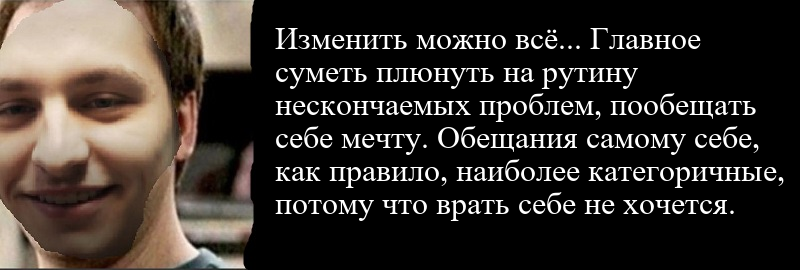 Изменить можно всё... Главное
суметь плюнуть на рутину
нескончаемых проблем, пообещать
себе мечту. Обещания самому себе,
как правило, наиболее категоричные,
потому что врать себе не хочется.